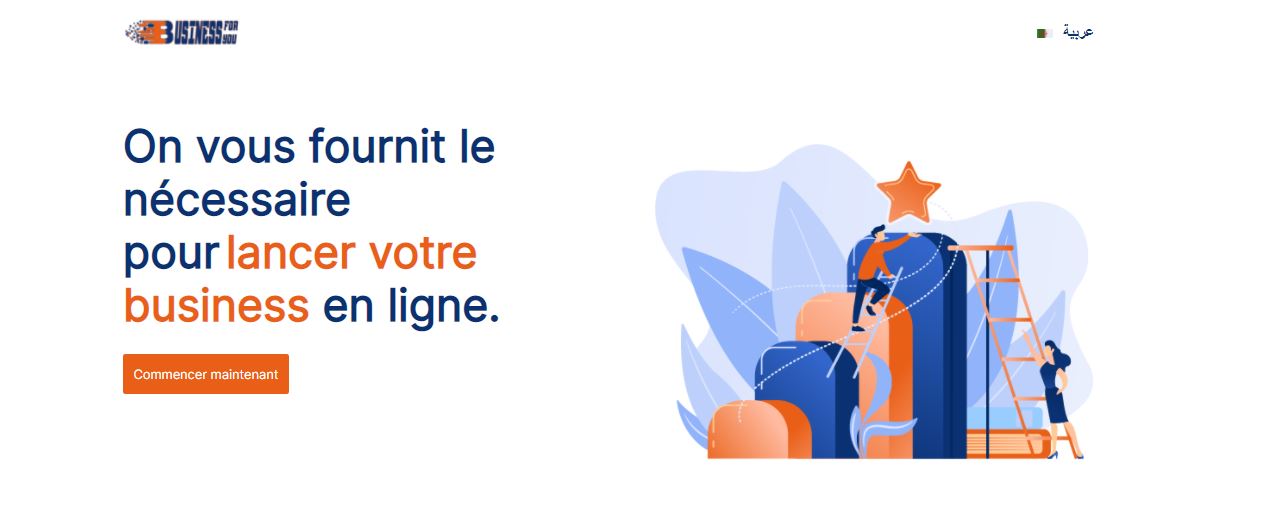 BUSINESS FOR YOU
عربية
On vous fournit le
nécessaire
pour lancer votre
business en ligne.
Commencer maintenant